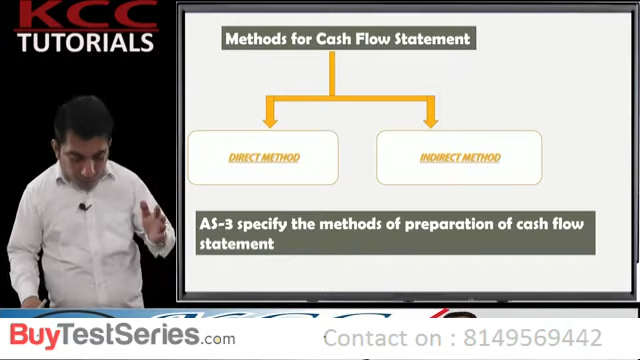 KCC
TUTORIALS
Methods for Cash Flow Statement
DIRECT METHOD
INDIRECT METHOD
AS-3 specify the methods of preparation of cash flow
statement
BuyTestSeries.com
Contact on : 8149569442